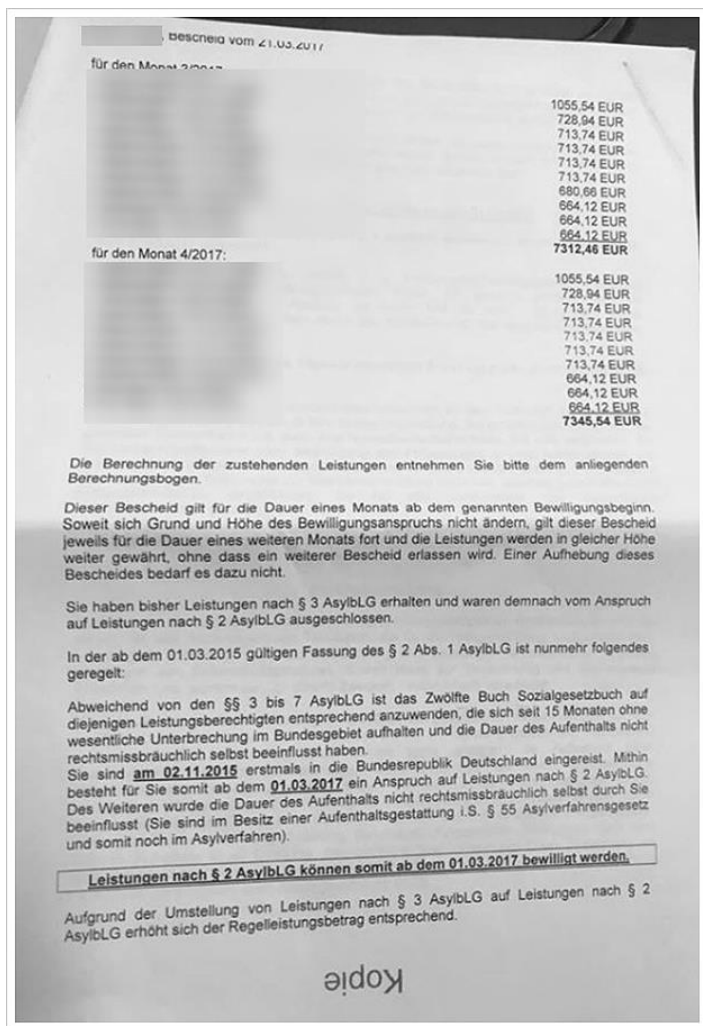 , Bescheid vom 21.03.2017
für den Monat 3/2017:
1055,54 EUR
728,94 EUR
713,74 EUR
713,74 EUR
713,74 EUR
713,74 EUR
680,66 EUR
664,12 EUR
664,12 EUR
664,12 EUR
7312,46 EUR
für den Monat 4/2017:
1055,54 EUR
728,94 EUR
713,74 EUR
713,74 EUR
713,74 EUR
713,74 EUR
713,74 EUR
664,12 EUR
664,12 EUR
664,12 EUR
7345,54 EUR
Die Berechnung der zustehenden Leistungen entnehmen Sie bitte dem anliegenden
Berechnungsbogen.
Dieser Bescheid gilt für die Dauer eines Monats ab dem genannten Bewilligungsbeginn.
Soweit sich Grund und Höhe des Bewilligungsanspruchs nicht ändern, gilt dieser Bescheid
jeweils für die Dauer eines weiteren Monats fort und die Leistungen werden in gleicher Höhe
weiter gewährt, ohne dass ein weiterer Bescheid erlassen wird. Einer Aufhebung dieses
Bescheides bedarf es dazu nicht.
Sie haben bisher Leistungen nach § 3 AsylbLG erhalten und waren demnach vom Anspruch
auf Leistungen nach § 2 AsylbLG ausgeschlossen.
In der ab dem 01.03.2015 gültigen Fassung des § 2 Abs. 1 AsylbLG ist nunmehr folgendes
geregelt:
Abweichend von den §§ 3 bis 7 AsylbLG ist das Zwölfte Buch Sozialgesetzbuch auf
diejenigen Leistungsberechtigten entsprechend anzuwenden, die sich seit 15 Monaten ohne
wesentliche Unterbrechung im Bundesgebiet aufhalten und die Dauer des Aufenthalts nicht
rechtsmissbräuchlich selbst beeinflusst haben.
Sie sind am 02.11.2015 erstmals in die Bundesrepublik Deutschland eingereist. Mithin
besteht für Sie somit ab dem 01.03.2017 ein Anspruch auf Leistungen nach § 2 AsylbLG.
Des Weiteren wurde die Dauer des Aufenthalts nicht rechtsmissbräuchlich selbst durch Sie
beeinflusst (Sie sind im Besitz einer Aufenthaltsgestattung i.S. § 55 Asylverfahrensgesetz
und somit noch im Asylverfahren).
Leistungen nach § 2 AsylbLG können somit ab dem 01.03.2017 bewilligt werden.
Aufgrund der Umstellung von Leistungen nach § 3 AsylbLG auf Leistungen nach § 2
AsylbLG erhöht sich der Regelleistungsbetrag entsprechend.
Kopie